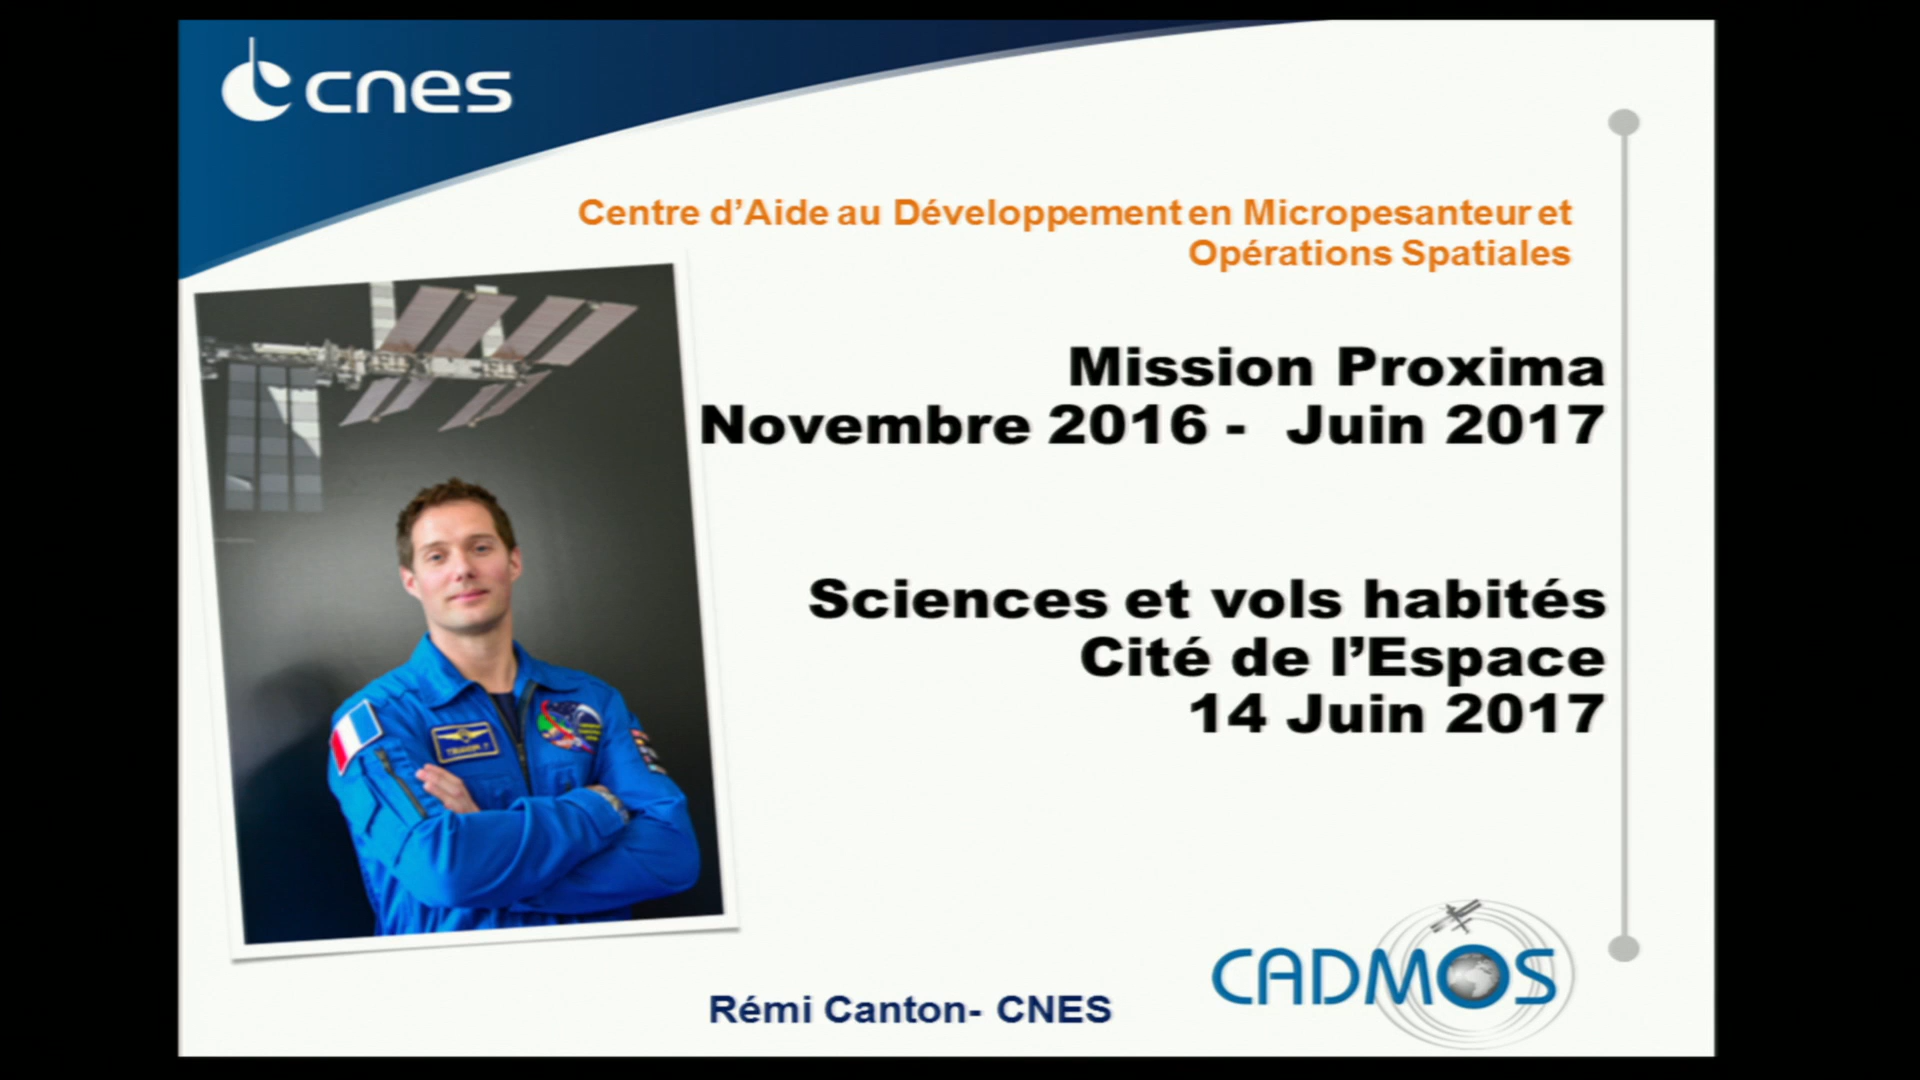 cnes
Centre d'Aide au Développement en Micropesanteur et
Opérations Spatiales
Mission Proxima
Novembre 2016 - Juin 2017
Sciences et vols habités
Cité de l'Espace
14 Juin 2017
CADMOS
Rémi Canton- CNES